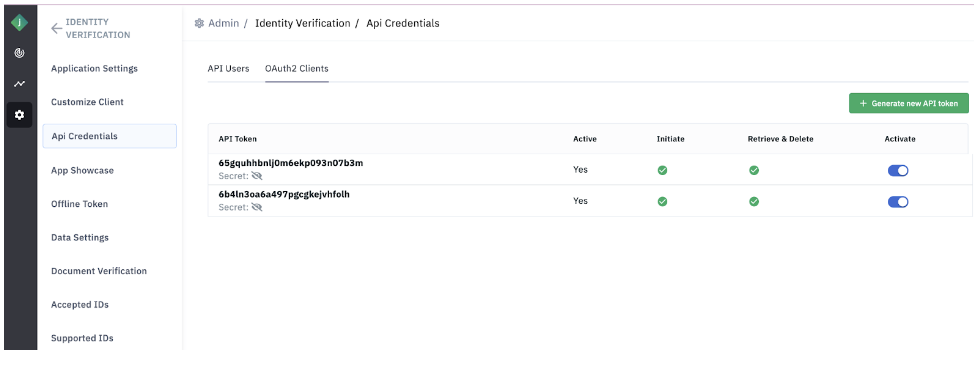 j
IDENTITY
VERIFICATION
Admin / Identity Verification / Api Credentials
Application Settings
Customize Client
Api Credentials
App Showcase
Offline Token
Data Settings
Document Verification
Accepted IDs
Supported IDs
API Users OAuth2 Clients
+ Generate new API token
API Token Active Initiate Retrieve & Delete Activate
65gquhhbnlj0m6ekp093n07b3m Yes
Secret:
6b4ln3oa6a497pgcgkejvhfolh Yes
Secret: